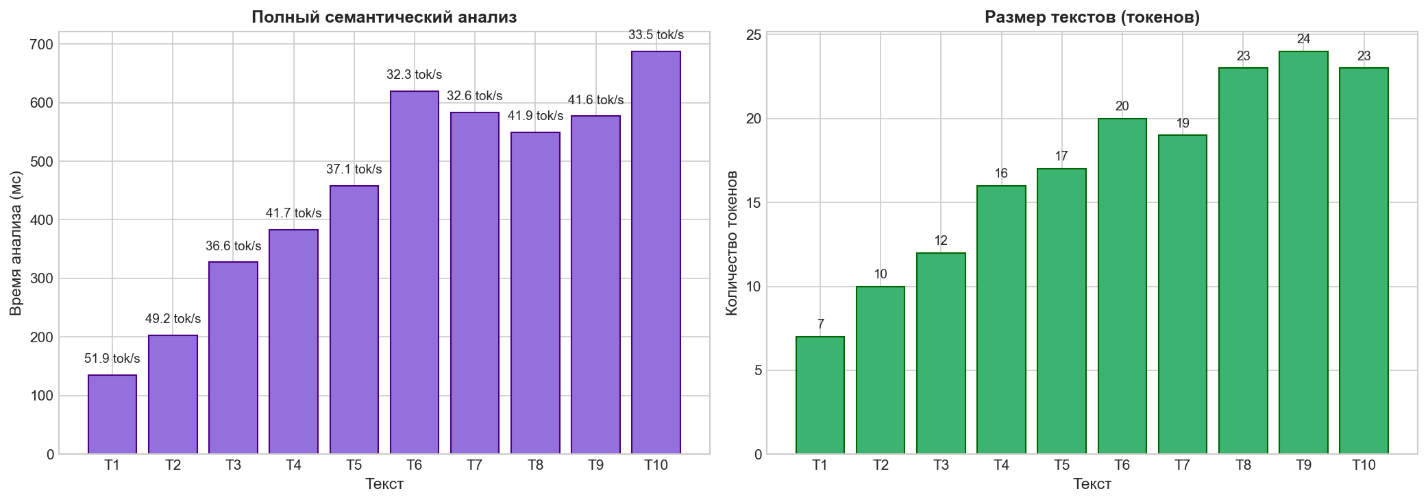 Полный семантический анализ
Время анализа (мс)
700
600
500
400
300
200
100
0
51.9 tok/s
49.2 tok/s
36.6 tok/s
41.7 tok/s
37.1 tok/s
32.3 tok/s
32.6 tok/s
41.9 tok/s
41.6 tok/s
33.5 tok/s
T1 T2 T3 T4 T5 T6 T7 T8 T9 T10
Текст
Размер текстов (токенов)
Количество токенов
25
20
15
10
5
0
7
10
12
16
17
20
19
23
24
23
T1 T2 T3 T4 T5 T6 T7 T8 T9 T10
Текст